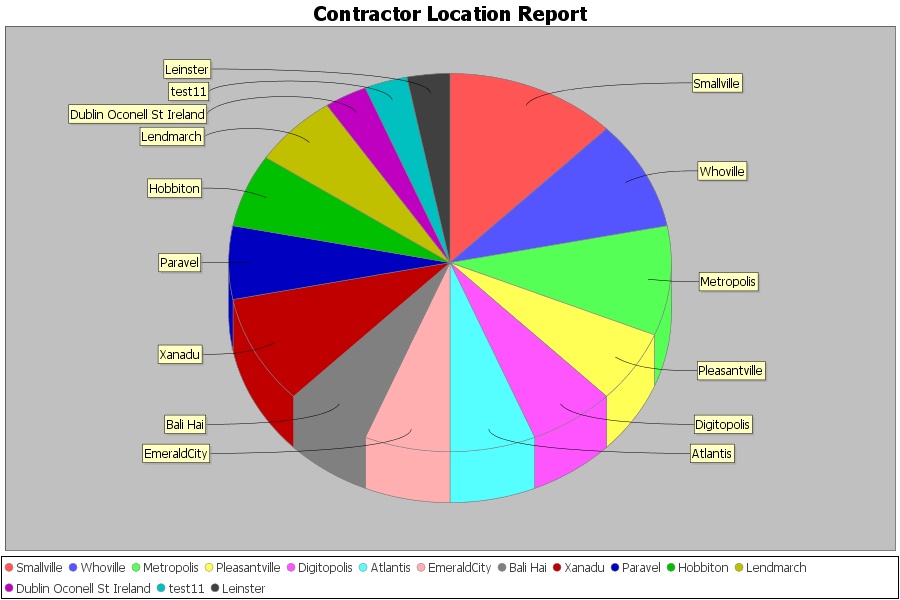 Contractor Location Report
Leinster
test11
Dublin Oconell St Ireland
Lendmarch
Hobbiton
Paravel
Xanadu
Bali Hai
EmeraldCity
Smallville
Whoville
Metropolis
Pleasantville
Digitopolis
Atlantis
Smallville Whoville Metropolis Pleasantville Digitopolis Atlantis EmeraldCity Bali Hai Xanadu Paravel Hobbiton Lendmarch
Dublin Oconell St Ireland test11 Leinster